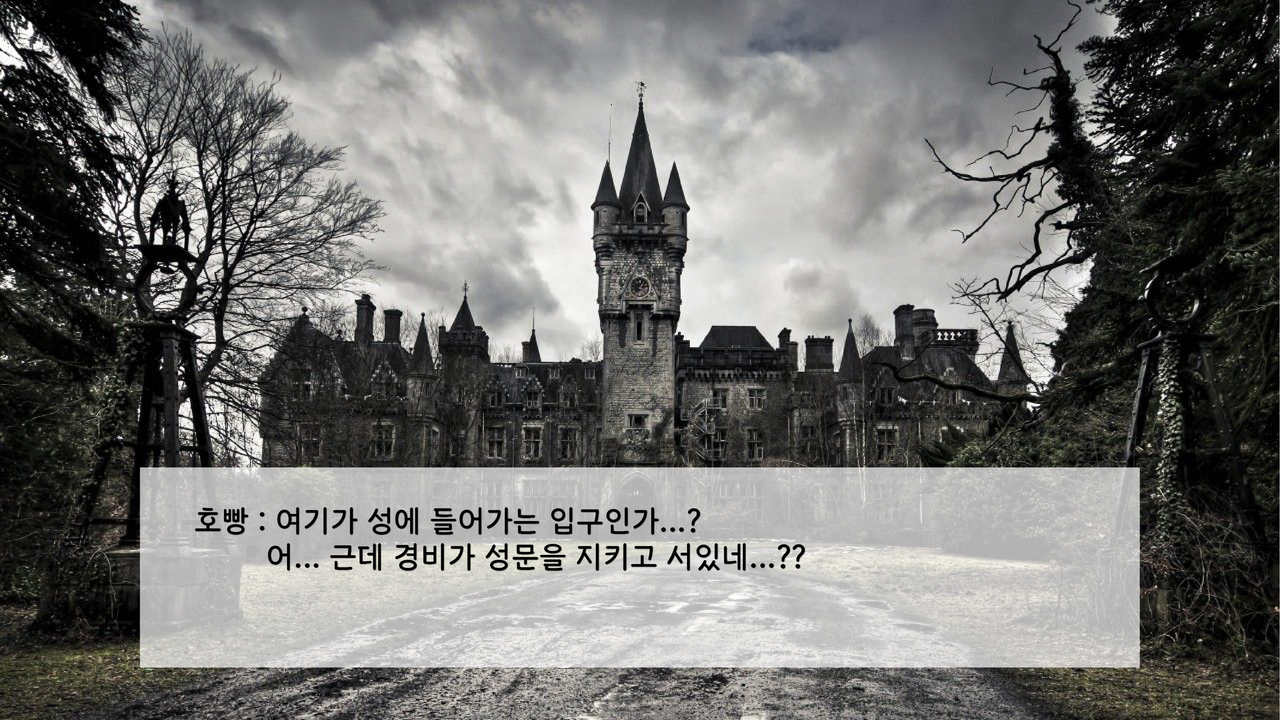 호빵 : 여기가 성에 들어가는 입구인가...?
어... 근데 경비가 성문을 지키고 서있네...??